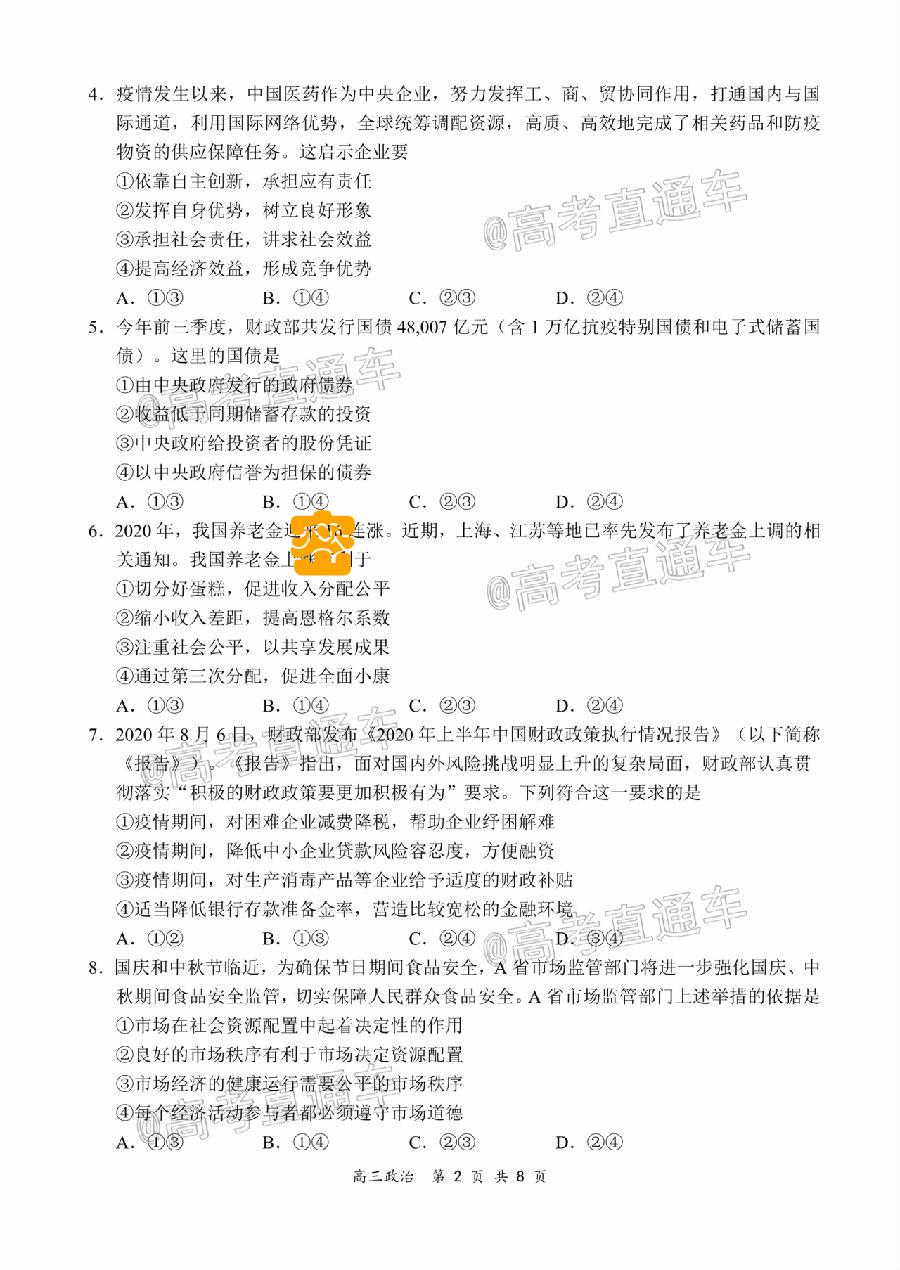 4．疫情发生以来，中国医药作为中央企业，努力发挥工、商、贸协同作用，打通国内与国
际通道，利用国际网络优势，全球统筹调配资源，高质、高效地完成了相关药品和防疫
物资的供应保障任务。这启示企业要
①依靠自主创新，承担应有责任
②发挥自身优势，树立良好形象
③承担社会责任，讲求社会效益
④提高经济效益，形成竞争优势
A．①③ B．①④ C．②③ D．②④
@高考直通车
5．今年前三季度，财政部共发行国债 48,007 亿元（含 1 万亿抗疫特别国债和电子式储蓄国
债）。这里的国债是
①由中央政府发行的政府债券
②收益低于同期储蓄存款的投资
③中央政府给投资者的股份凭证
④以中央政府信誉为担保的债券
A．①③ B．①④ C．②③ D．②④
@高考直通车
6．2020 年，我国养老金迎来 16 连涨。近期，上海、江苏等地已率先发布了养老金上调的相
关通知。我国养老金上 利于
①切分好蛋糕，促进收入分配公平
②缩小收入差距，提高恩格尔系数
③注重社会公平，以共享发展成果
④通过第三次分配，促进全面小康
A．①③ B．①④ C．②③ D．②④
@高考直通车
7．2020 年 8 月 6 日，财政部发布《2020 年上半年中国财政政策执行情况报告》（以下简称
《报告》）。《报告》指出，面对国内外风险挑战明显上升的复杂局面，财政部认真贯
彻落实“积极的财政政策要更加积极有为”要求。下列符合这一要求的是
①疫情期间，对困难企业减费降税，帮助企业纾困解难
②疫情期间，降低中小企业贷款风险容忍度，方便融资
③疫情期间，对生产消毒产品等企业给予适度的财政补贴
④适当降低银行存款准备金率，营造比较宽松的金融环境
A．①② B．①③ C．②④ D．③④
@高考直通车
@高考直通车
8．国庆和中秋节临近，为确保节日期间食品安全，A 省市场监管部门将进一步强化国庆、中
秋期间食品安全监管，切实保障人民群众食品安全。A 省市场监管部门上述举措的依据是
①市场在社会资源配置中起着决定性的作用
②良好的市场秩序有利于市场决定资源配置
③市场经济的健康运行需要公平的市场秩序
④每个经济活动参与者都必须遵守市场道德
A．①③ B．①④ C．②③ D．②④
@高考直通车
高三政治 第 2 页 共 8 页